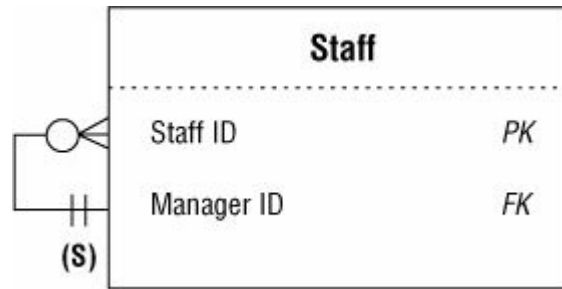 Staff
Staff ID PK
Manager ID FK
(S)